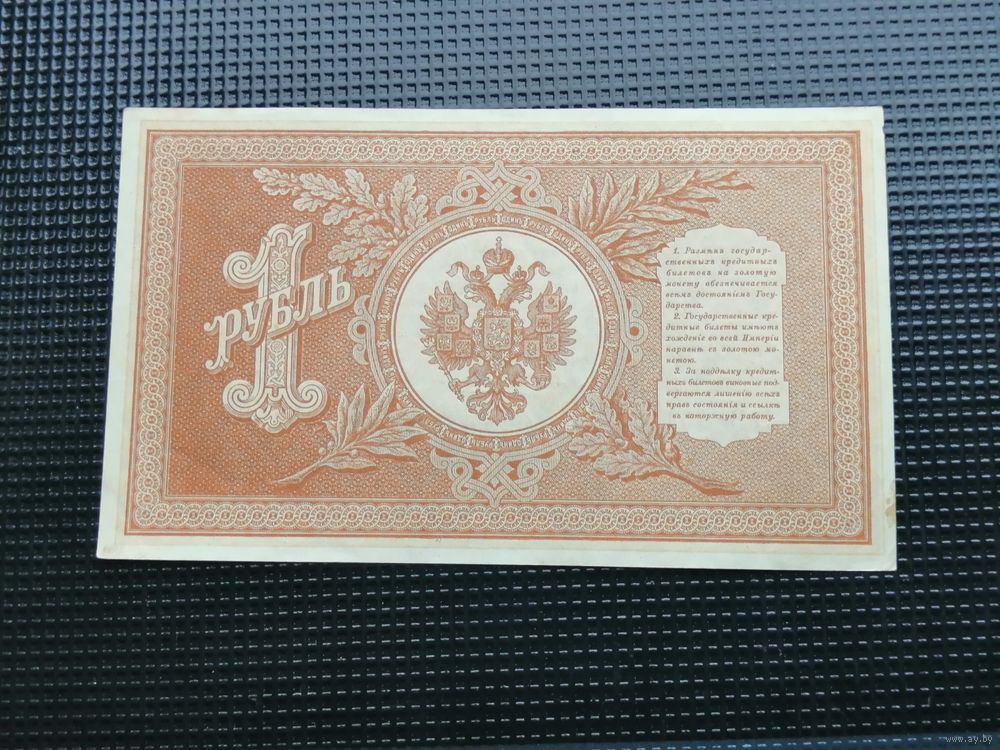 1
РУБЛЬ
1. Размѣнъ государ-
ственныхъ кредитныхъ
билетовъ на золотую
монету обезпечивается
всѣмъ достояніемъ Госу-
дарства.
2. Государственные кре-
дитные билеты имѣютъ
хожденіе во всей Имперіи
наравнѣ съ золотою мо-
нетою.
3. За поддѣлку кредит-
ныхъ билетовъ виновные под-
вергаются лишенію всѣхъ
правъ состоянія и ссылкѣ
въ каторжную работу.
www.ay.by